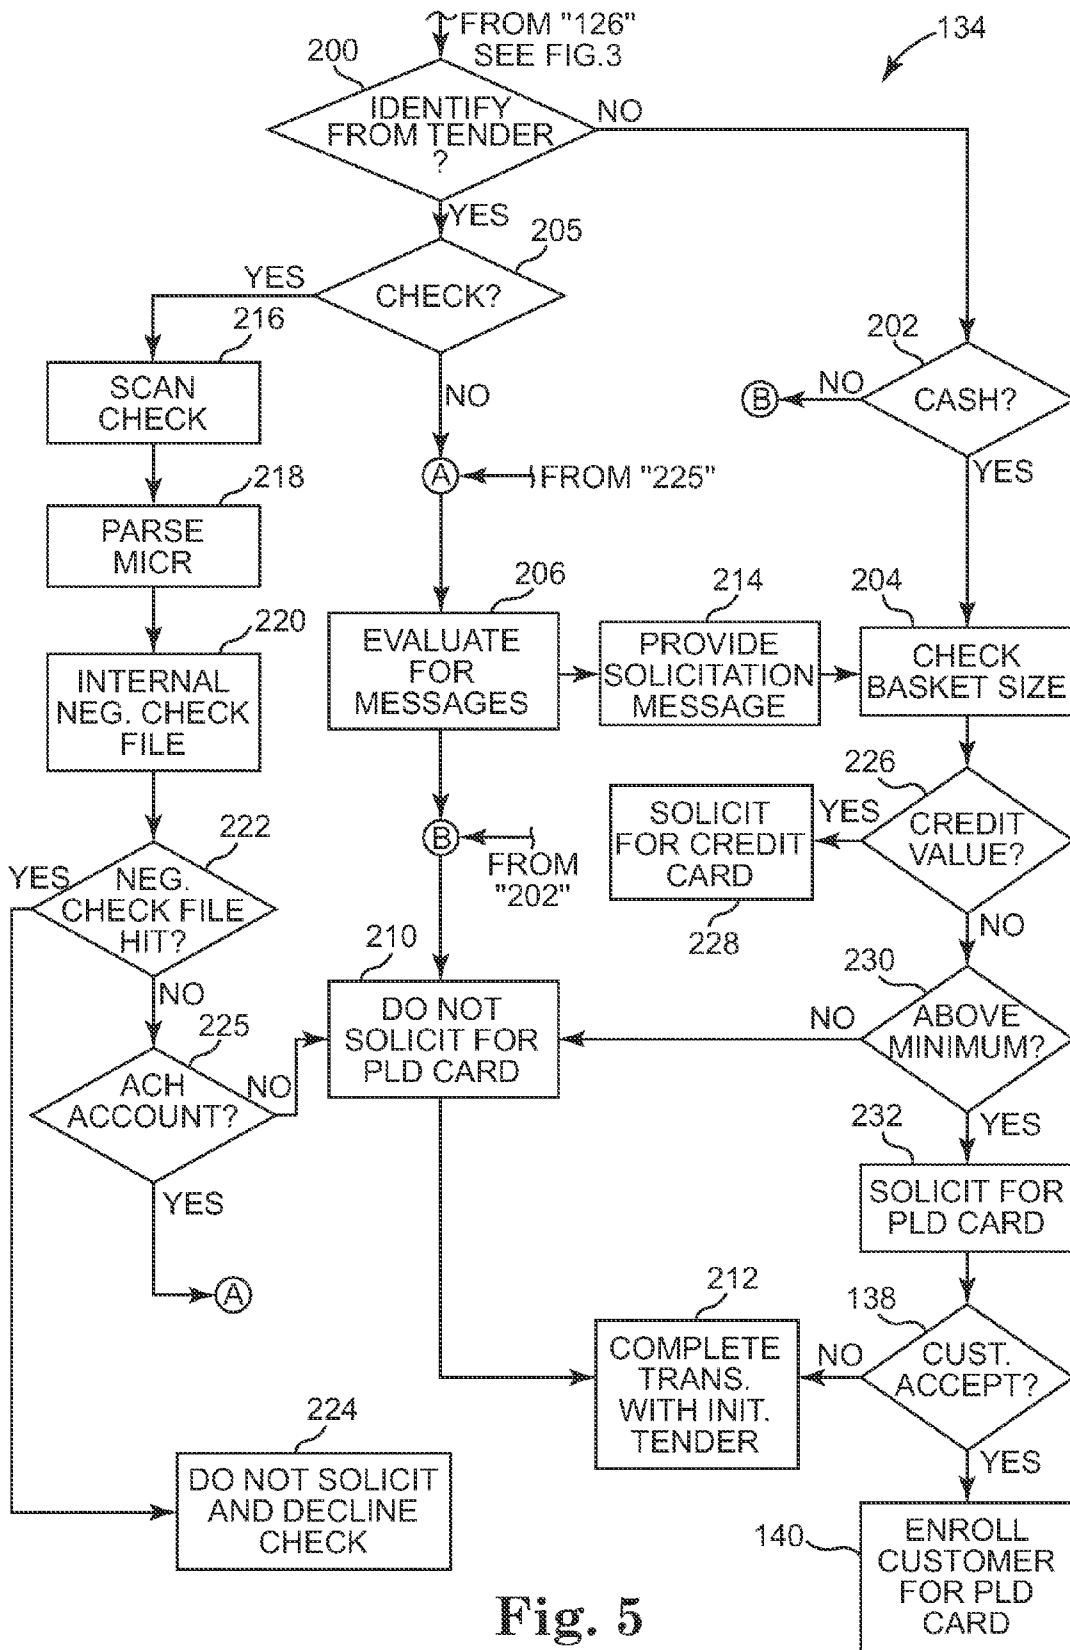 FROM "126"
SEE FIG.3
134
200
IDENTIFY
FROM TENDER
?
NO
YES
205
CHECK?
YES
NO
216
SCAN
CHECK
202
CASH?
NO
B
YES
A
FROM "225"
218
PARSE
MICR
206
EVALUATE
FOR
MESSAGES
214
PROVIDE
SOLICITATION
MESSAGE
204
CHECK
BASKET SIZE
220
INTERNAL
NEG. CHECK
FILE
226
CREDIT
VALUE?
YES
NO
SOLICIT
FOR CREDIT
CARD
228
B
FROM
"202"
222
YES
NEG.
CHECK FILE
HIT?
NO
210
DO NOT
SOLICIT FOR
PLD CARD
230
ABOVE
MINIMUM?
NO
YES
225
ACH
ACCOUNT?
NO
YES
A
232
SOLICIT FOR
PLD CARD
212
COMPLETE
TRANS.
WITH INIT.
TENDER
138
CUST.
ACCEPT?
NO
YES
224
DO NOT SOLICIT
AND DECLINE
CHECK
140
ENROLL
CUSTOMER
FOR PLD
CARD
Fig. 5